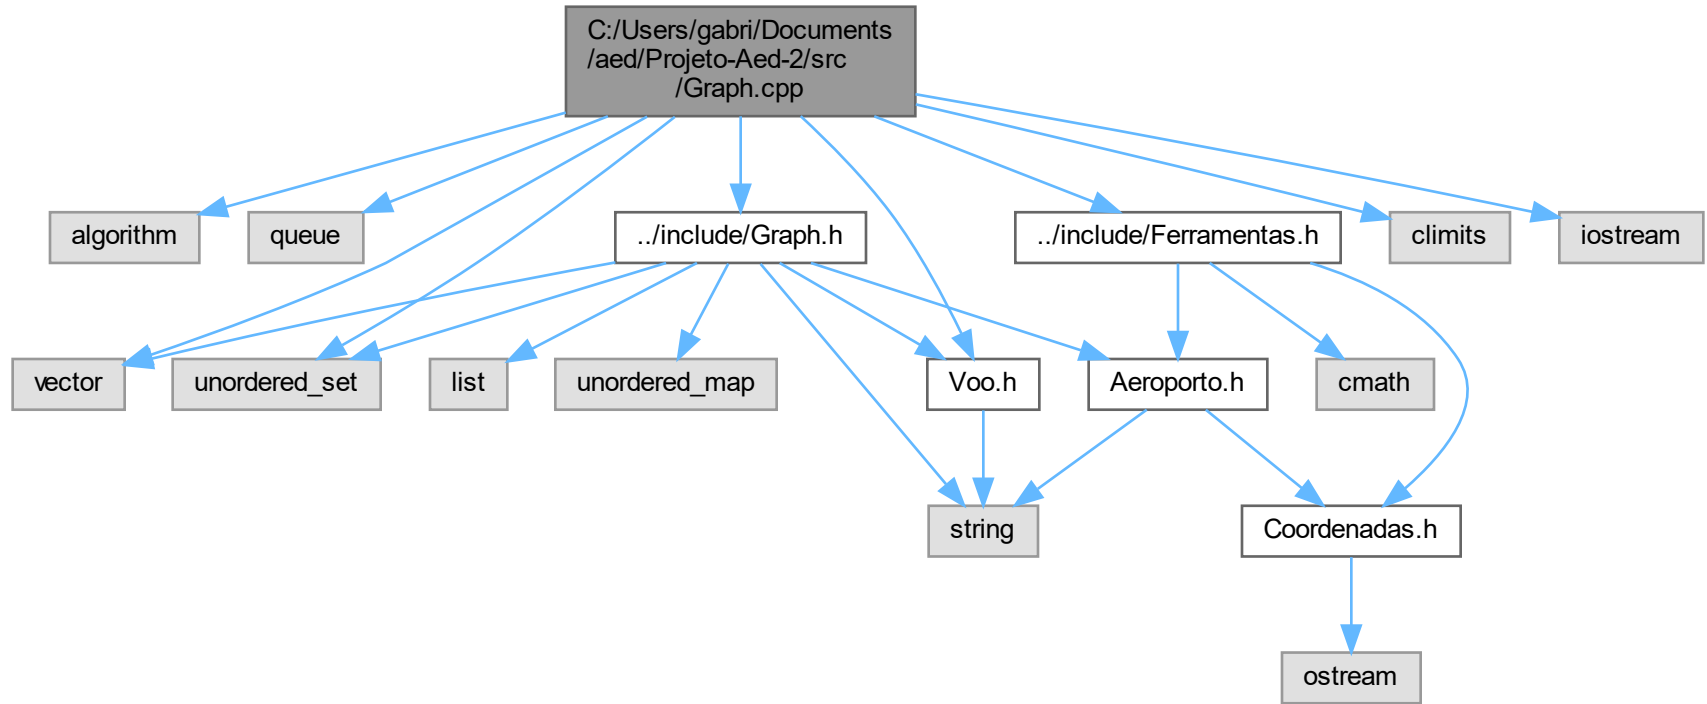 C:/Users/gabri/Documents
/aed/Projeto-Aed-2/src
/Graph.cpp
algorithm
queue
../include/Graph.h
../include/Ferramentas.h
climits
iostream
vector
unordered_set
list
unordered_map
Voo.h
Aeroporto.h
cmath
string
Coordenadas.h
ostream